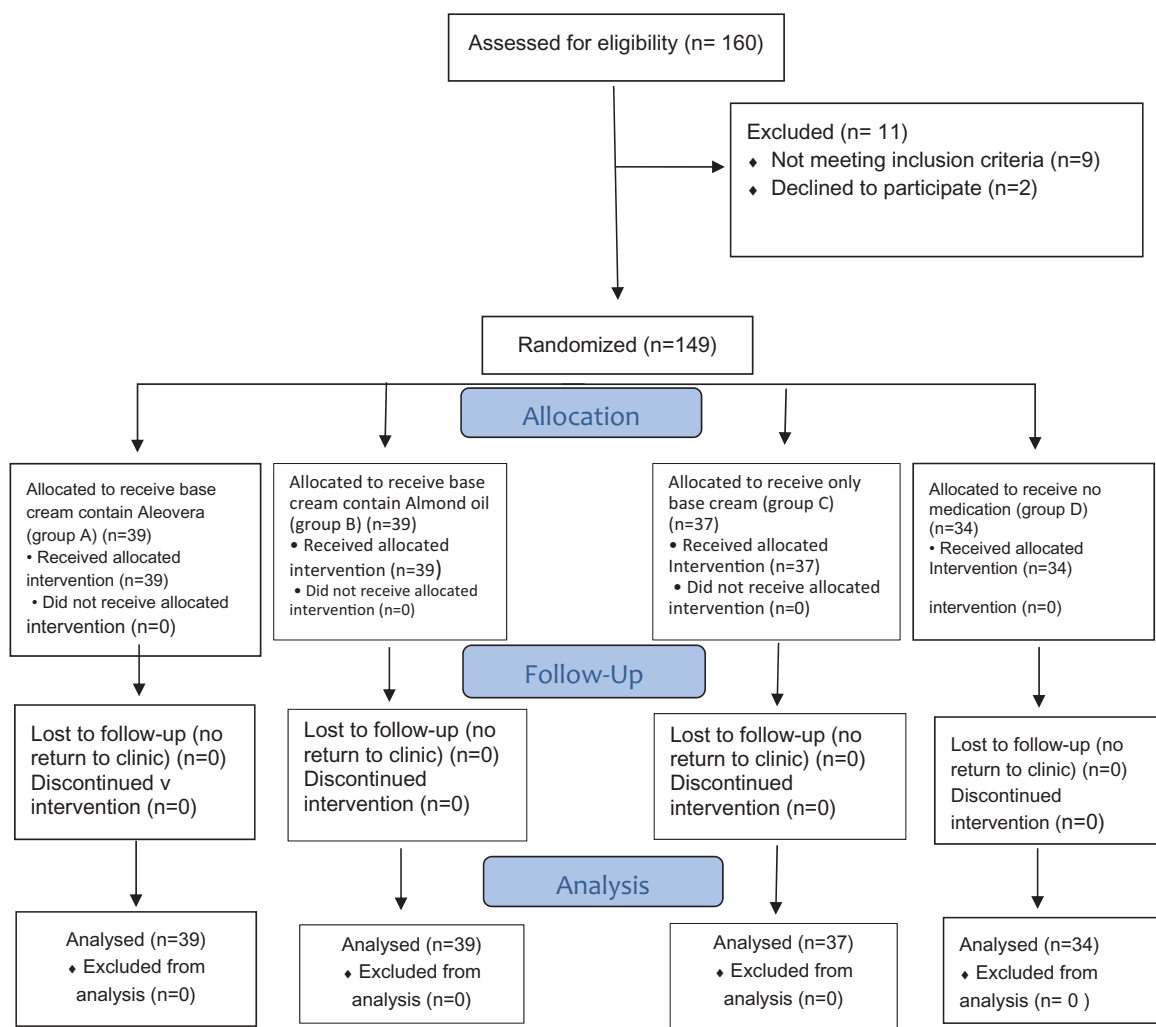 Assessed for eligibility (n= 160)
Excluded (n= 11)
♦ Not meeting inclusion criteria (n=9)
♦ Declined to participate (n=2)
Randomized (n=149)
Allocation
Allocated to receive base
cream contain Aleovera
(group A) (n=39)
• Received allocated
intervention (n=39)
• Did not receive allocated
intervention (n=0)
Allocated to receive base
cream contain Almond oil
(group B) (n=39)
• Received allocated
intervention (n=39)
• Did not receive allocated
intervention (n=0)
Allocated to receive only
base cream (group C)
(n=37)
• Received allocated
Intervention (n=37)
• Did not receive allocated
intervention (n=0)
Allocated to receive no
medication (group D)
(n=34)
• Received allocated
Intervention (n=34)
intervention (n=0)
Follow-Up
Lost to follow-up (no
return to clinic) (n=0)
Discontinued v
intervention (n=0)
Lost to follow-up (no
return to clinic) (n=0)
Discontinued
intervention (n=0)
Lost to follow-up (no
return to clinic) (n=0)
Discontinued
intervention (n=0)
Lost to follow-up (no
return to clinic) (n=0)
Discontinued
intervention (n=0)
Analysis
Analysed (n=39)
♦ Excluded from
analysis (n=0)
Analysed (n=39)
♦ Excluded from
analysis (n=0)
Analysed (n=37)
♦ Excluded from
analysis (n=0)
Analysed (n=34)
♦ Excluded from
analysis (n= 0 )